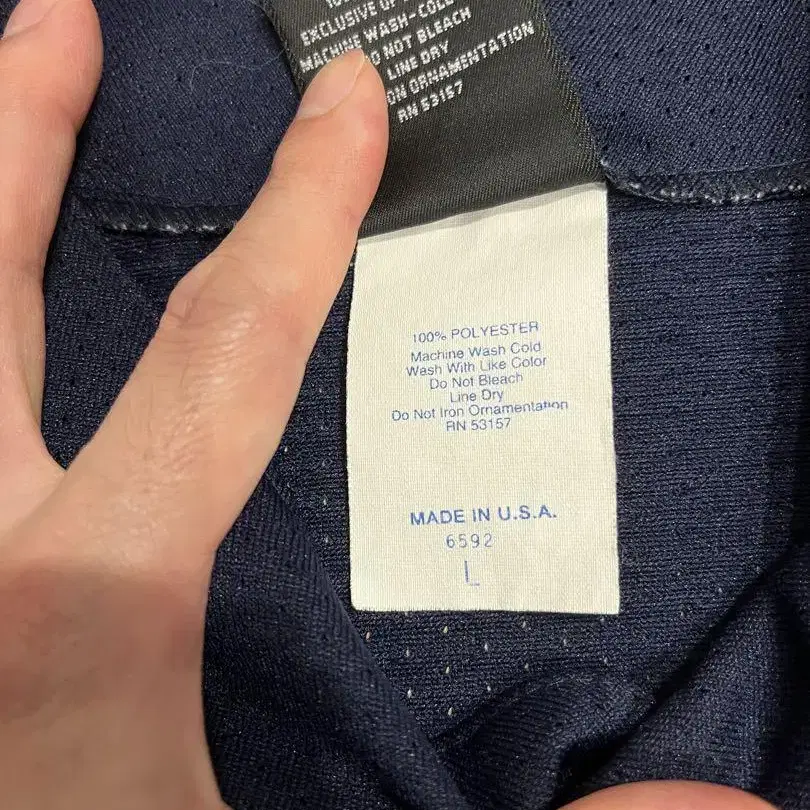 EXCLUSIVE OF
MACHINE WASH-COLD
DO NOT BLEACH
LINE DRY
ON ORNAMENTATION
RN 53157
100% POLYESTER
Machine Wash Cold
Wash With Like Color
Do Not Bleach
Line Dry
Do Not Iron Ornamentation
RN 53157
MADE IN U.S.A.
6592
L